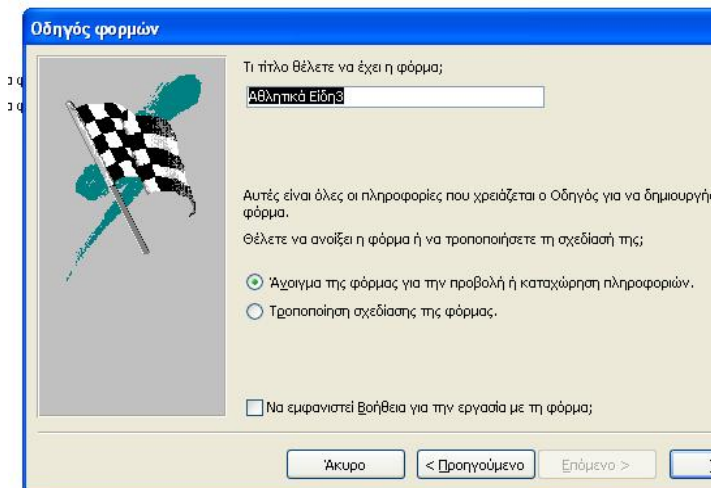 Οδηγός φορμών
Τι τίτλο θέλετε να έχει η φόρμα;
Αθλητικά Είδη3
Αυτές είναι όλες οι πληροφορίες που χρειάζεται ο Οδηγός για να
φόρμα.
Θέλετε να ανοίξει η φόρμα ή να τροποποιήσετε τη σχεδίασή της;
Άνοιγμα της φόρμας για την προβολή ή καταχώρηση πληροφοριών.
Τροποποίηση σχεδίασης της φόρμας.
Να εμφανιστεί Βοήθεια για την εργασία με τη φόρμα;
Άκυρο
< Προηγούμενο
Επόμενο >